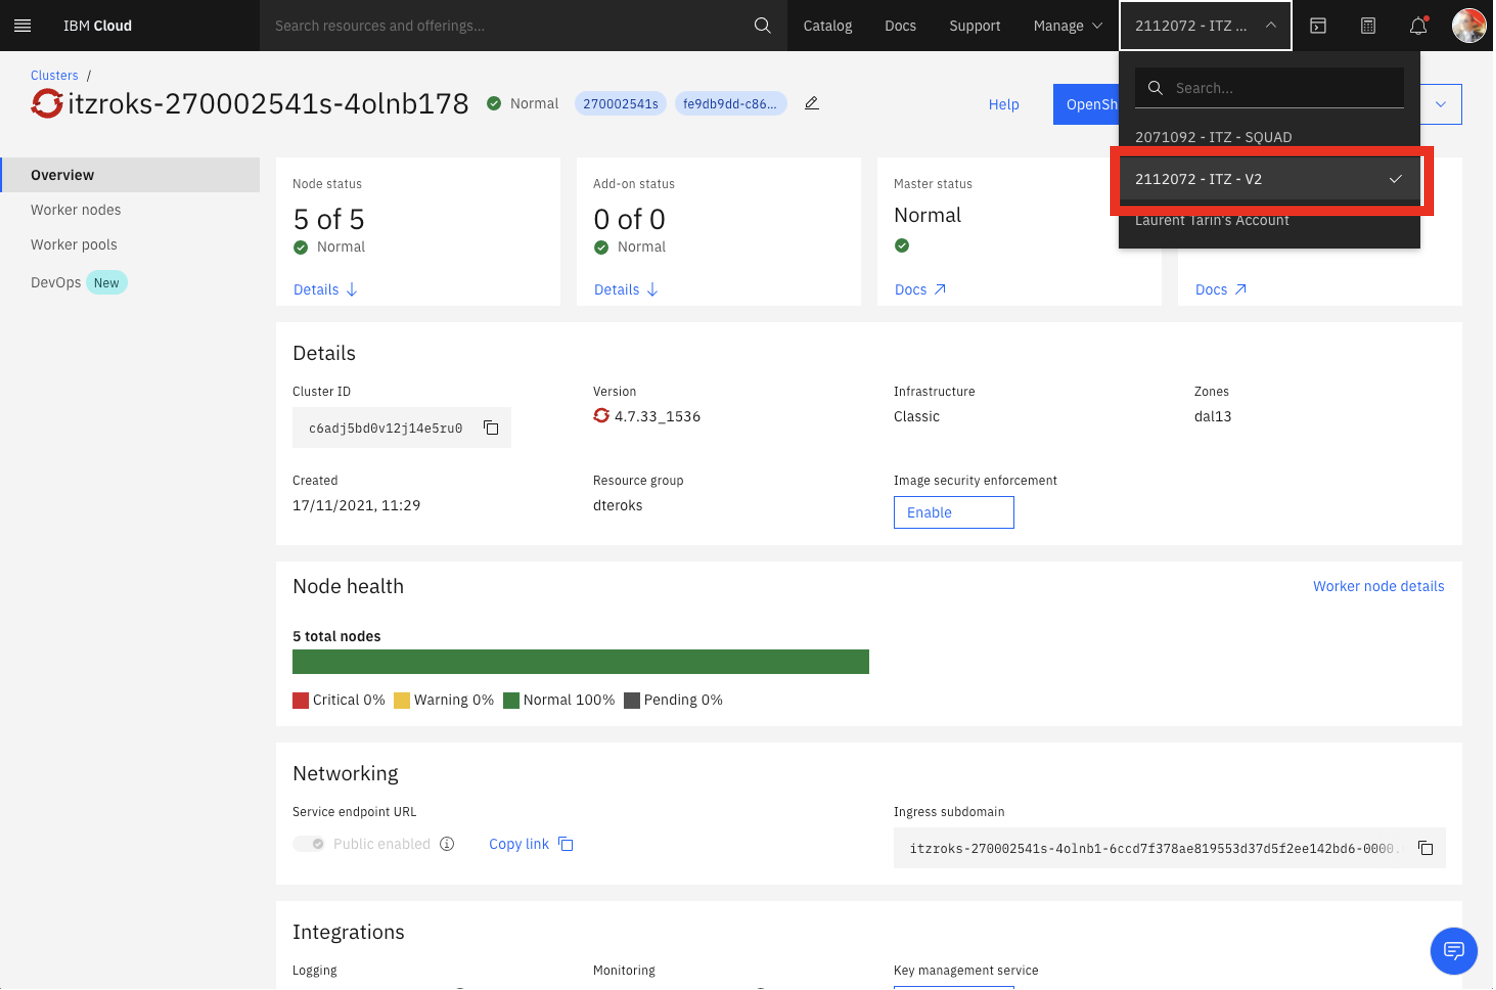 IBM Cloud
Search resources and offerings...
Catalog
Docs
Support
Manage
2112072 - ITZ ...
Search...
2071092 - ITZ - SQUAD
2112072 - ITZ - V2
Laurent Tarin's Account
Clusters /
itzroks-270002541s-4olnb178
Normal
270002541s
fe9db9dd-c86...
Help
OpenSh
Overview
Worker nodes
Worker pools
DevOps New
Node status
5 of 5
Normal
Details
Add-on status
0 of 0
Normal
Details
Master status
Normal
Docs
Docs
Details
Cluster ID
c6adj5bd0v12j14e5ru0
Version
4.7.33_1536
Infrastructure
Classic
Zones
dal13
Created
17/11/2021, 11:29
Resource group
dteroks
Image security enforcement
Enable
Node health
Worker node details
5 total nodes
Critical 0% Warning 0% Normal 100% Pending 0%
Networking
Service endpoint URL
Public enabled
Copy link
Ingress subdomain
itzroks-270002541s-4olnb1-6ccd7f378ae819553d37d5f2ee142bd6-0000.
Integrations
Logging
Monitoring
Key management service